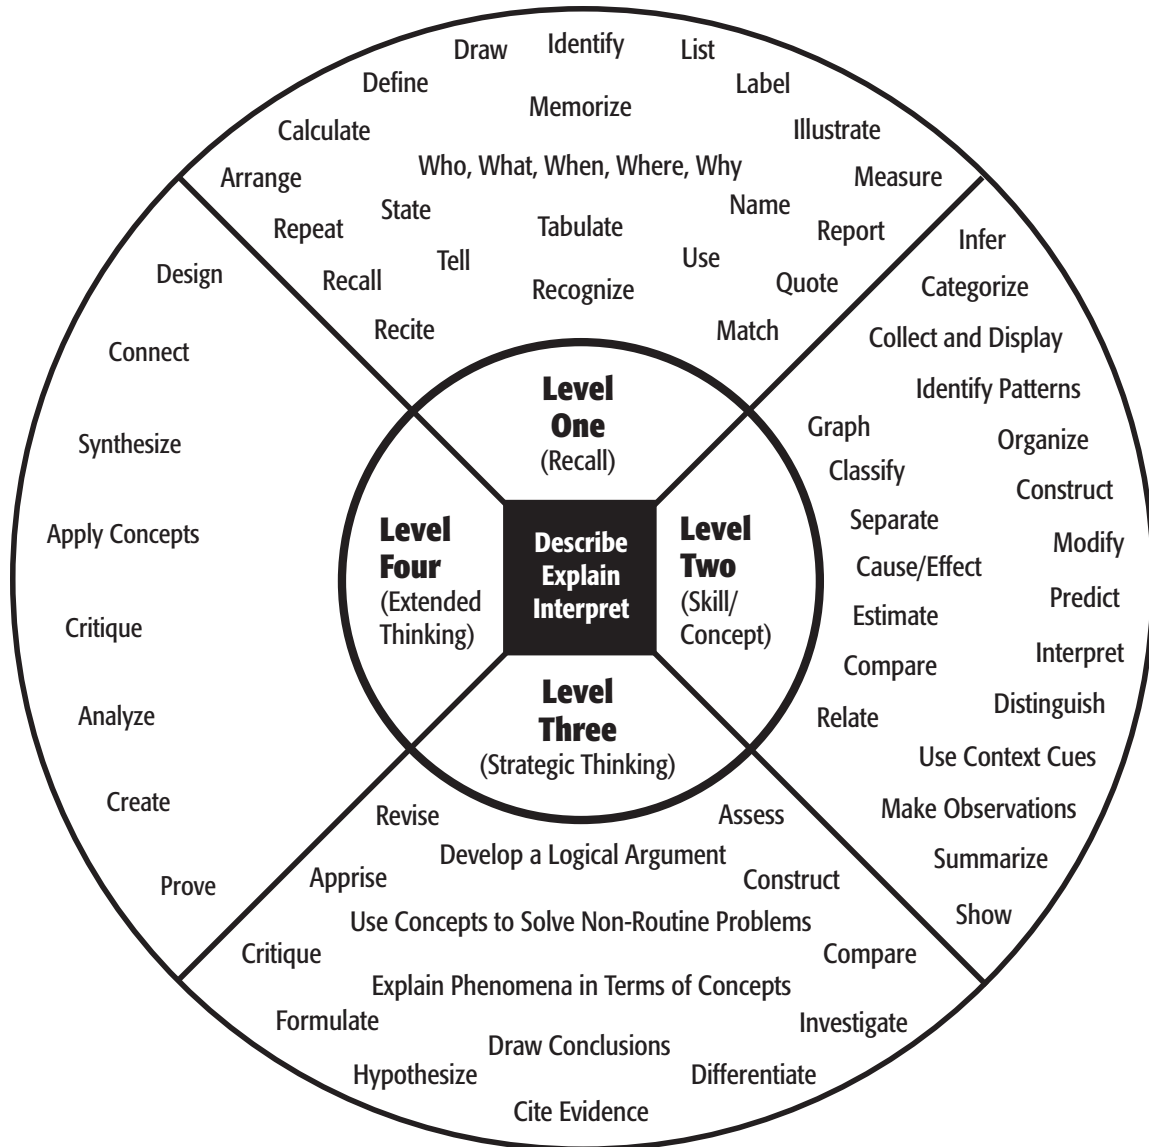 Draw
Identify
List
Define
Label
Memorize
Calculate
Illustrate
Who, What, When, Where, Why
Arrange
Measure
State
Name
Repeat
Tabulate
Report
Tell
Use
Recall
Recognize
Quote
Recite
Match
Level
One
(Recall)
Infer
Categorize
Collect and Display
Identify Patterns
Graph
Organize
Classify
Construct
Separate
Modify
Cause/Effect
Predict
Estimate
Interpret
Compare
Distinguish
Relate
Use Context Cues
Make Observations
Summarize
Show
Level
Two
(Skill/
Concept)
Describe
Explain
Interpret
Level
Four
(Extended
Thinking)
Design
Connect
Synthesize
Apply Concepts
Critique
Analyze
Create
Prove
Level
Three
(Strategic Thinking)
Revise
Assess
Develop a Logical Argument
Apprise
Construct
Use Concepts to Solve Non-Routine Problems
Critique
Compare
Explain Phenomena in Terms of Concepts
Formulate
Investigate
Draw Conclusions
Hypothesize
Differentiate
Cite Evidence